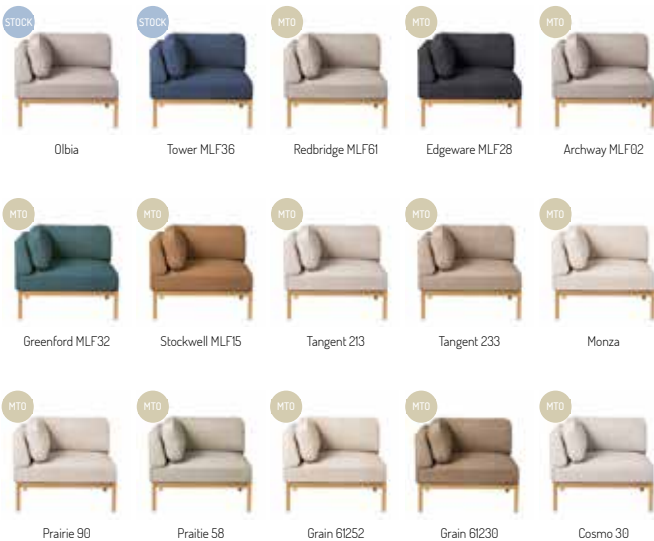 STOCK STOCK MTO MTO MTO
Olbia Tower MLF36 Redbridge MLF61 Edgeware MLF28 Archway MLF02
MTO MTO MTO MTO MTO
Greenford MLF32 Stockwell MLF15 Tangent 213 Tangent 233 Monza
MTO MTO MTO MTO MTO
Prairie 90 Praitie 58 Grain 61252 Grain 61230 Cosmo 30